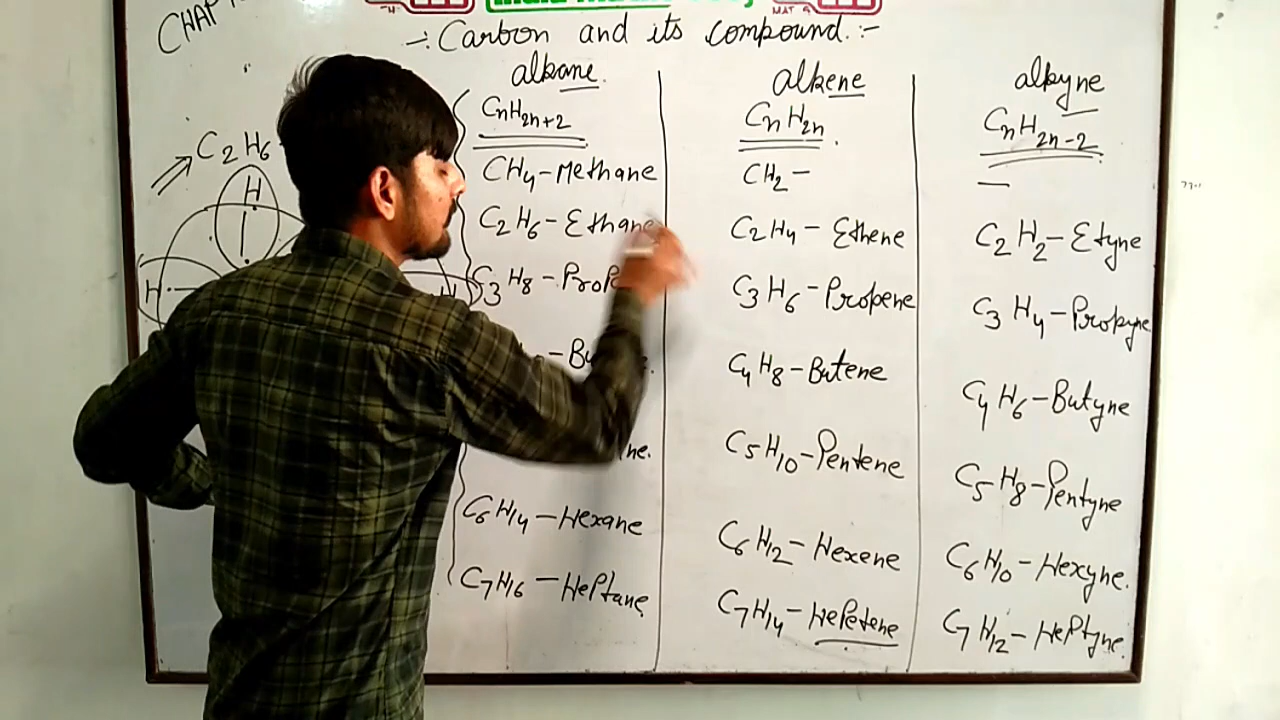 CHAP
MAT
-: Carbon and its compound. :-
C2H6
H
H
H
alkane.
CnH2n+2
CH4 - Methane
C2H6 - Ethane
C3H8 - Prop
- Bu
ne.
C6H14 - Hexane
C7H16 - Heptane
alkene
CnH2n.
CH2 -
C2H4 - Ethene
C3H6 - Propene
C4H8 - Butene
C5H10 - Pentene
C6H12 - Hexene
C7H14 - Hepetene
alkyne
CnH2n-2
—
C2H2 - Etyne
C3H4 - Propyne
C4H6 - Butyne
C5H8 - Pentyne
C6H10 - Hexyne.
C7H12 - Heptyne.